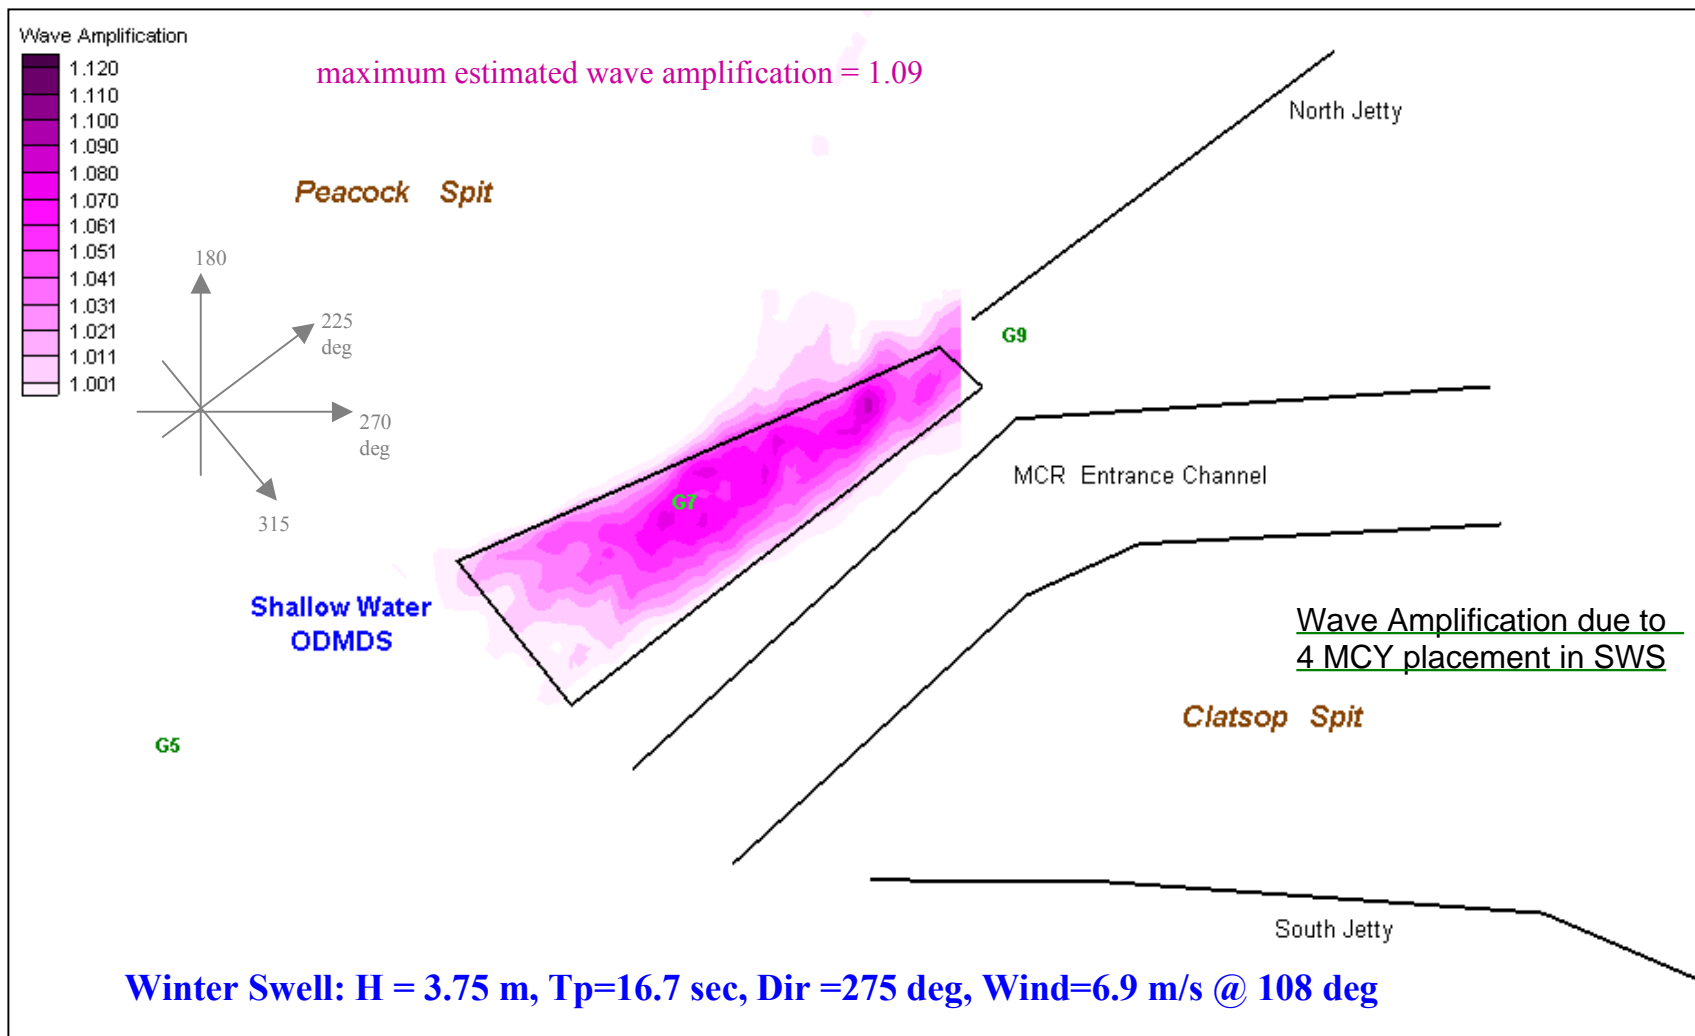 Wave Amplification
1.120
1.110
1.100
1.090
1.080
1.070
1.061
1.051
1.041
1.031
1.021
1.011
1.001
maximum estimated wave amplification = 1.09
North Jetty
Peacock Spit
180
225
deg
270
deg
315
G9
MCR Entrance Channel
G7
Shallow Water
ODMDS
Wave Amplification due to
4 MCY placement in SWS
Clatsop Spit
G5
South Jetty
Winter Swell: H = 3.75 m, Tp=16.7 sec, Dir =275 deg, Wind=6.9 m/s @ 108 deg